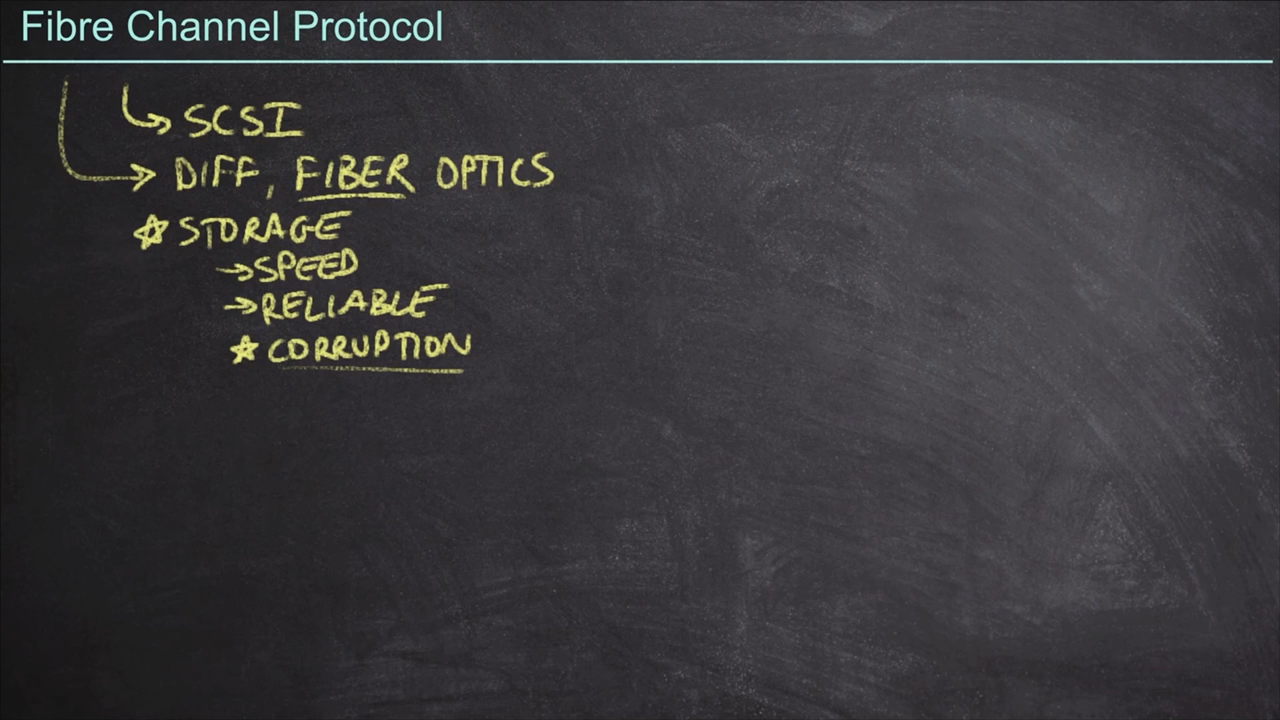 Fibre Channel Protocol
SCSI
DIFF, FIBER OPTICS
STORAGE
SPEED
RELIABLE
CORRUPTION